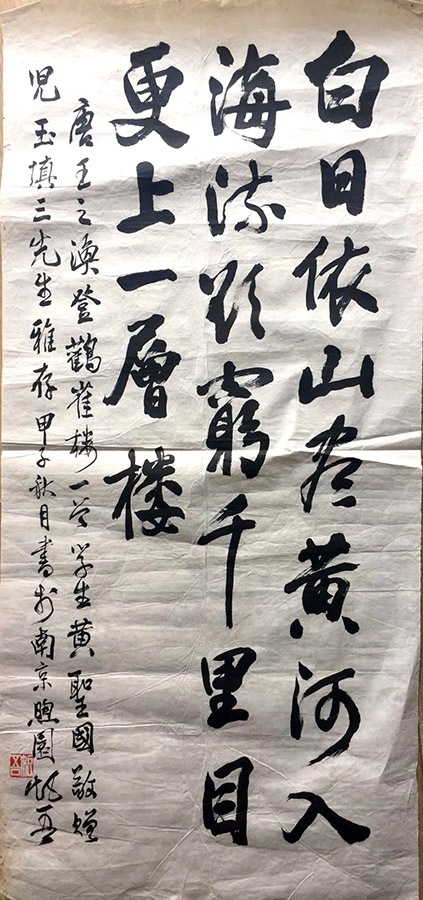 白日依山尽黄河入
海流欲窮千里目
更上一層楼
唐王之渙登鸛雀楼一首学生黄聖國敬贈
児玉慎三先生雅存甲子秋月書於南京煦園